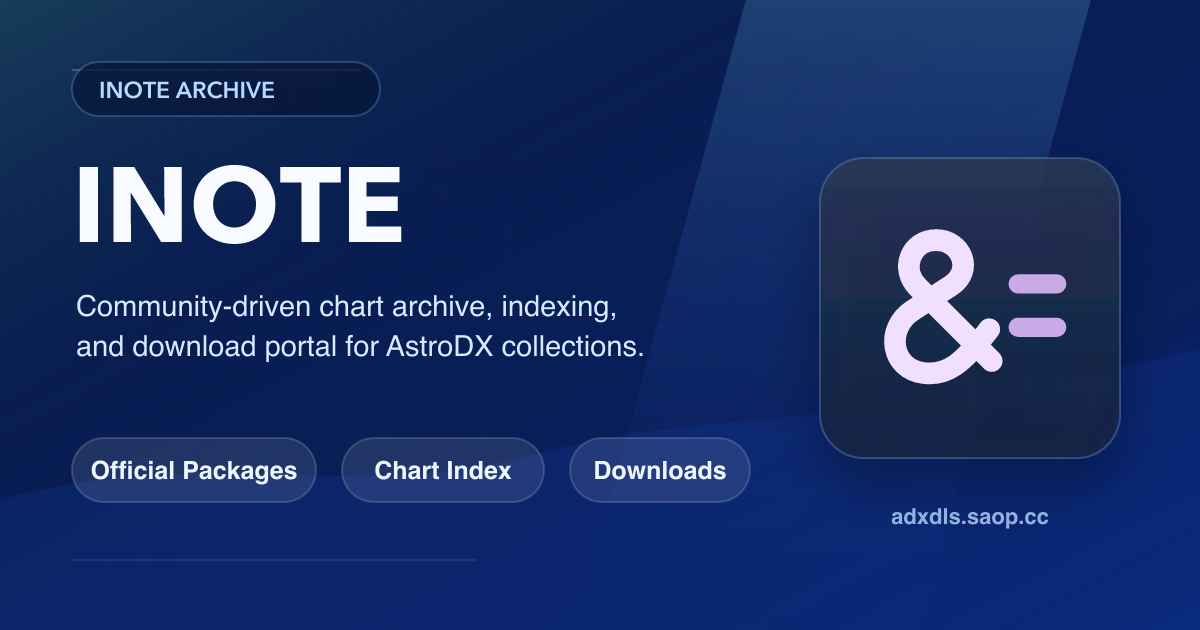 INOTE ARCHIVE
INOTE
Community-driven chart archive, indexing,
and download portal for AstroDX collections.
Official Packages
Chart Index
Downloads
&=
adxdls.saop.cc